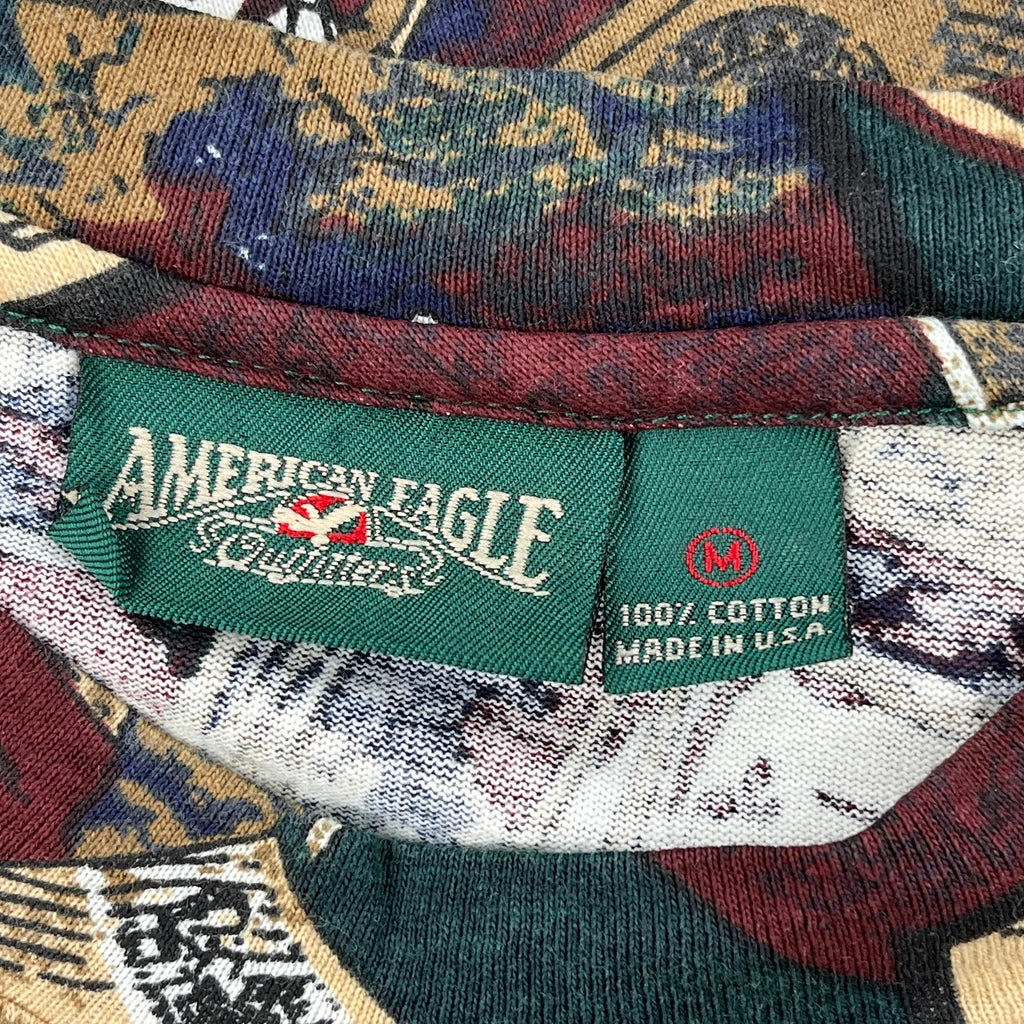 AMERICAN EAGLE
Outfitters
M
100% COTTON
MADE IN U.S.A.